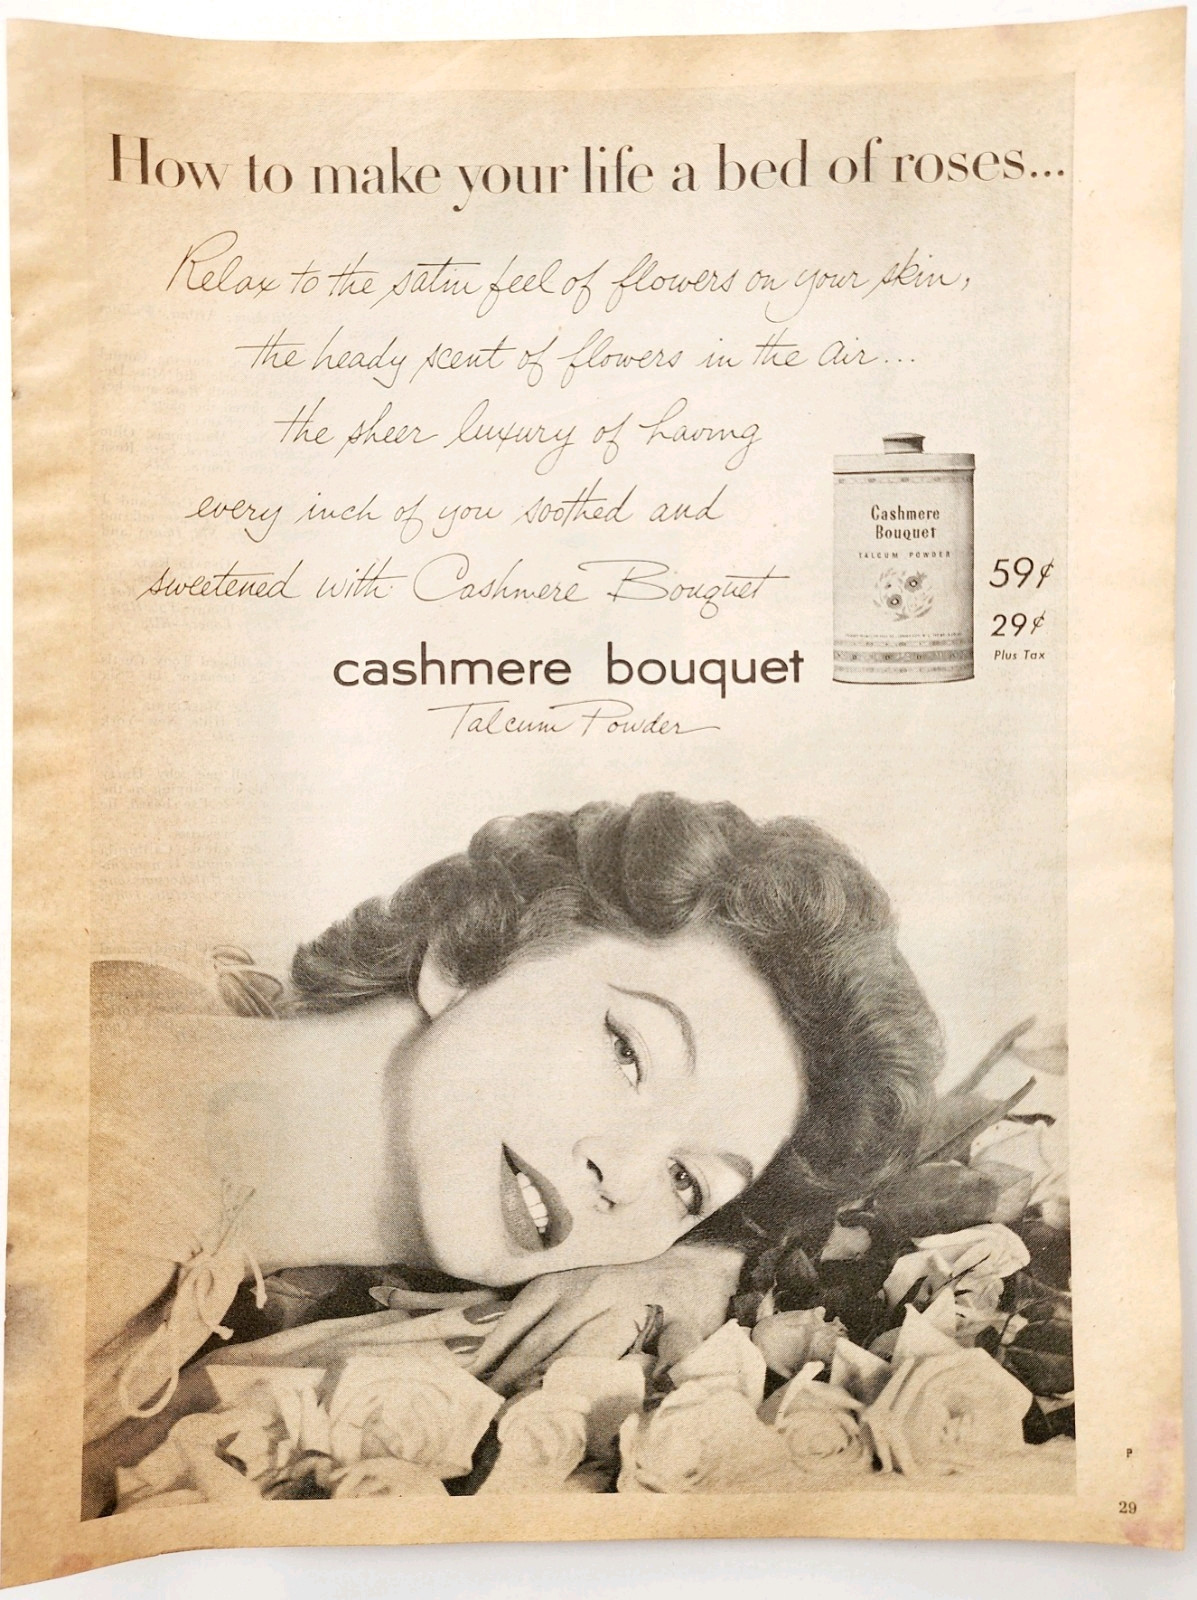 How to make your life a bed of roses...
Relax to the satin feel of flowers on your skin,
the heady scent of flowers in the air...
the sheer luxury of having
every inch of you soothed and
sweetened with Cashmere Bouquet
cashmere bouquet
Talcum Powder
Cashmere
Bouquet
TALCUM POWDER
59¢
29¢
Plus Tax
P
29